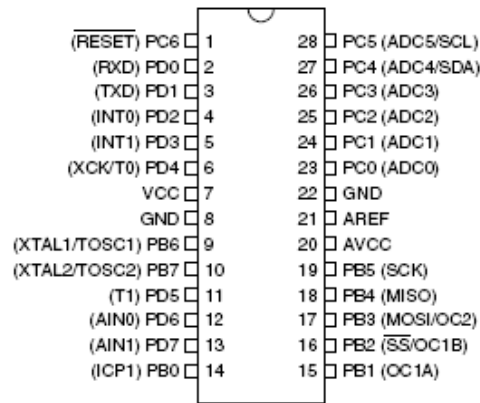 (RESET) PC6 1 28 PC5 (ADC5/SCL)
(RXD) PD0 2 27 PC4 (ADC4/SDA)
(TXD) PD1 3 26 PC3 (ADC3)
(INT0) PD2 4 25 PC2 (ADC2)
(INT1) PD3 5 24 PC1 (ADC1)
(XCK/T0) PD4 6 23 PC0 (ADC0)
VCC 7 22 GND
GND 8 21 AREF
(XTAL1/TOSC1) PB6 9 20 AVCC
(XTAL2/TOSC2) PB7 10 19 PB5 (SCK)
(T1) PD5 11 18 PB4 (MISO)
(AIN0) PD6 12 17 PB3 (MOSI/OC2)
(AIN1) PD7 13 16 PB2 (SS/OC1B)
(ICP1) PB0 14 15 PB1 (OC1A)